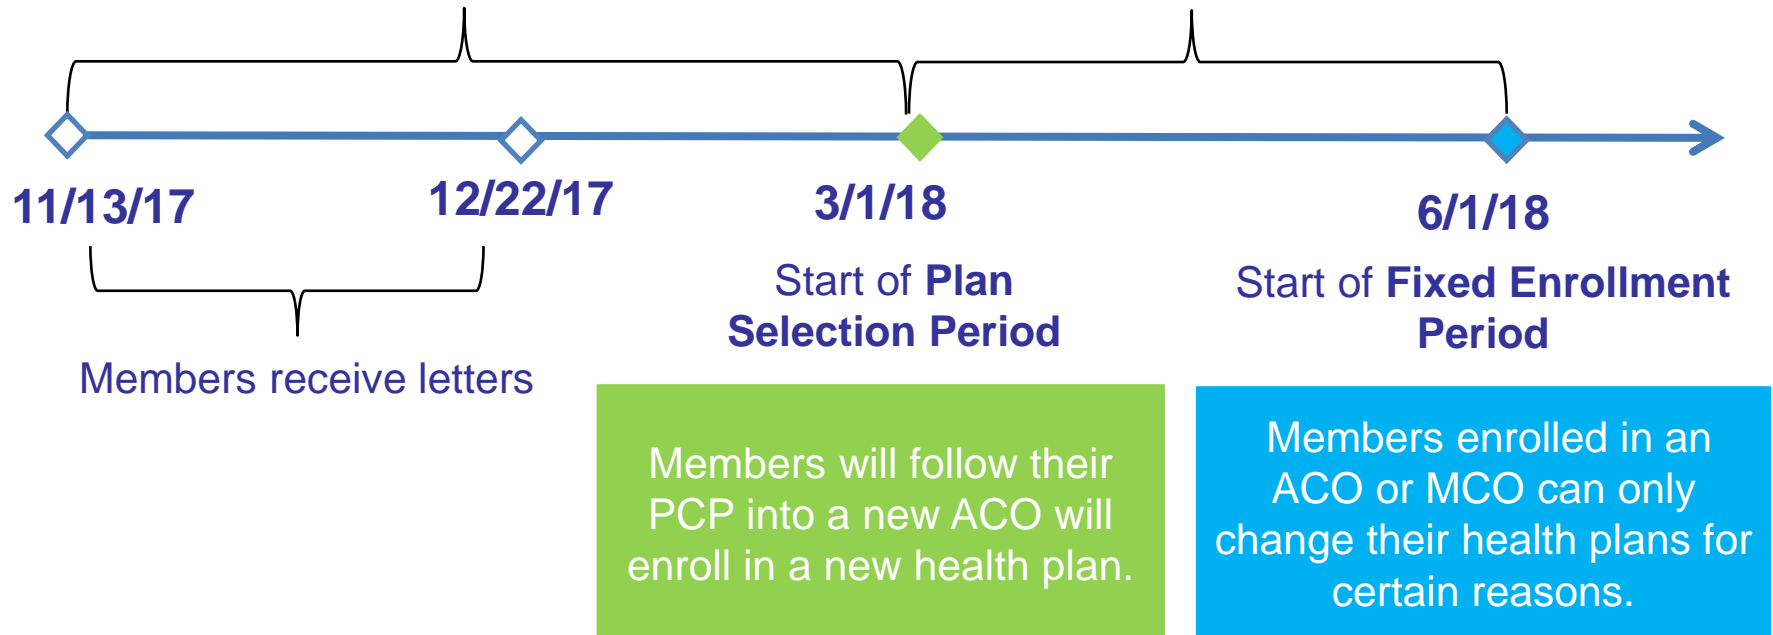 11/13/17
12/22/17
3/1/18
6/1/18
Members receive letters
Start of Plan
Selection Period
Start of Fixed Enrollment
Period
Members will follow their
PCP into a new ACO will
enroll in a new health plan.
Members enrolled in an
ACO or MCO can only
change their health plans for
certain reasons.